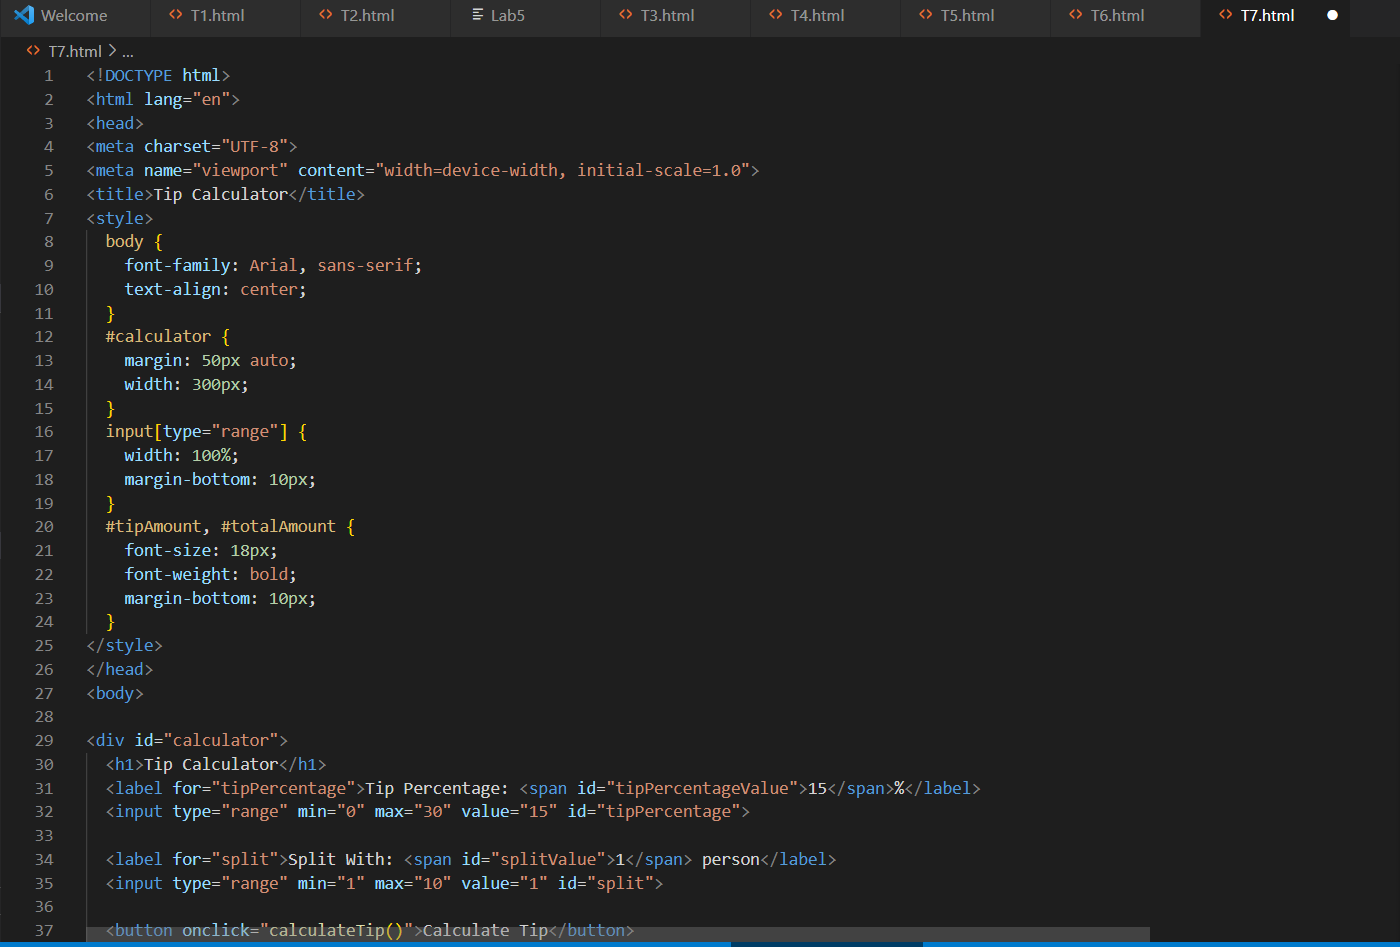 Welcome T1.html T2.html Lab5 T3.html T4.html T5.html T6.html T7.html
T7.html > ...
1 <!DOCTYPE html>
2 <html lang="en">
3 <head>
4 <meta charset="UTF-8">
5 <meta name="viewport" content="width=device-width, initial-scale=1.0">
6 <title>Tip Calculator</title>
7 <style>
8 body {
9 font-family: Arial, sans-serif;
10 text-align: center;
11 }
12 #calculator {
13 margin: 50px auto;
14 width: 300px;
15 }
16 input[type="range"] {
17 width: 100%;
18 margin-bottom: 10px;
19 }
20 #tipAmount, #totalAmount {
21 font-size: 18px;
22 font-weight: bold;
23 margin-bottom: 10px;
24 }
25 </style>
26 </head>
27 <body>
28
29 <div id="calculator">
30 <h1>Tip Calculator</h1>
31 <label for="tipPercentage">Tip Percentage: <span id="tipPercentageValue">15</span>%</label>
32 <input type="range" min="0" max="30" value="15" id="tipPercentage">
33
34 <label for="split">Split With: <span id="splitValue">1</span> person</label>
35 <input type="range" min="1" max="10" value="1" id="split">
36
37 <button onclick="calculateTip()">Calculate Tip</button>